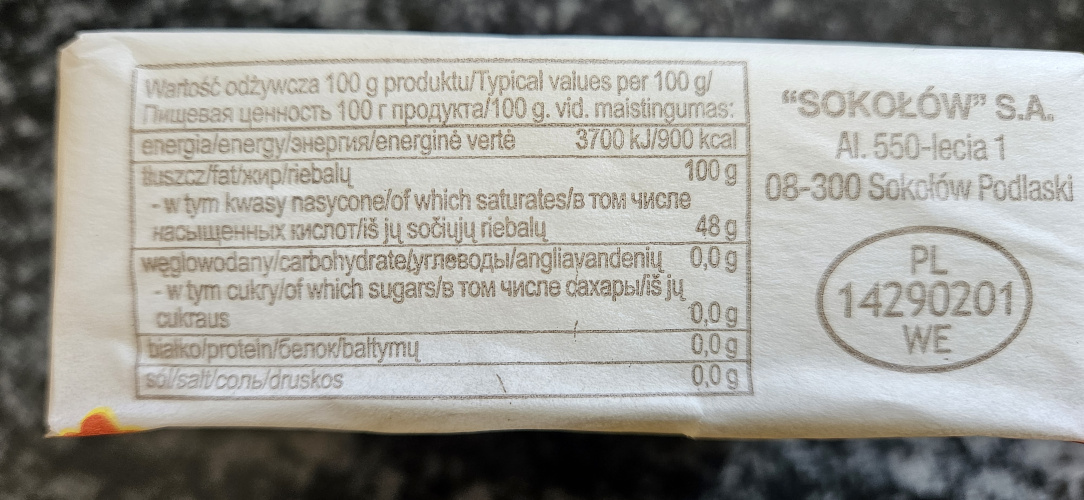 Wartość odżywcza 100 g produktu/Typical values per 100 g/
Пищевая ценность 100 г продукта/100 g. vid. maistingumas:
energia/energy/энергия/energinė vertė 3700 kJ/900 kcal
tłuszcz/fat/жир/riebalų 100 g
- w tym kwasy nasycone/of which saturates/в том числе
насыщенных кислот/iš jų sočiųjų riebalų 48 g
węglowodany/carbohydrate/углеводы/angliavandenių 0,0 g
- w tym cukry/of which sugars/в том числе сахары/iš jų
cukraus 0,0 g
białko/protein/белок/baltymų 0,0 g
sól/salt/соль/druskos 0,0 g
"SOKOŁÓW" S.A.
Al. 550-lecia 1
08-300 Sokołów Podlaski
PL
14290201
WE